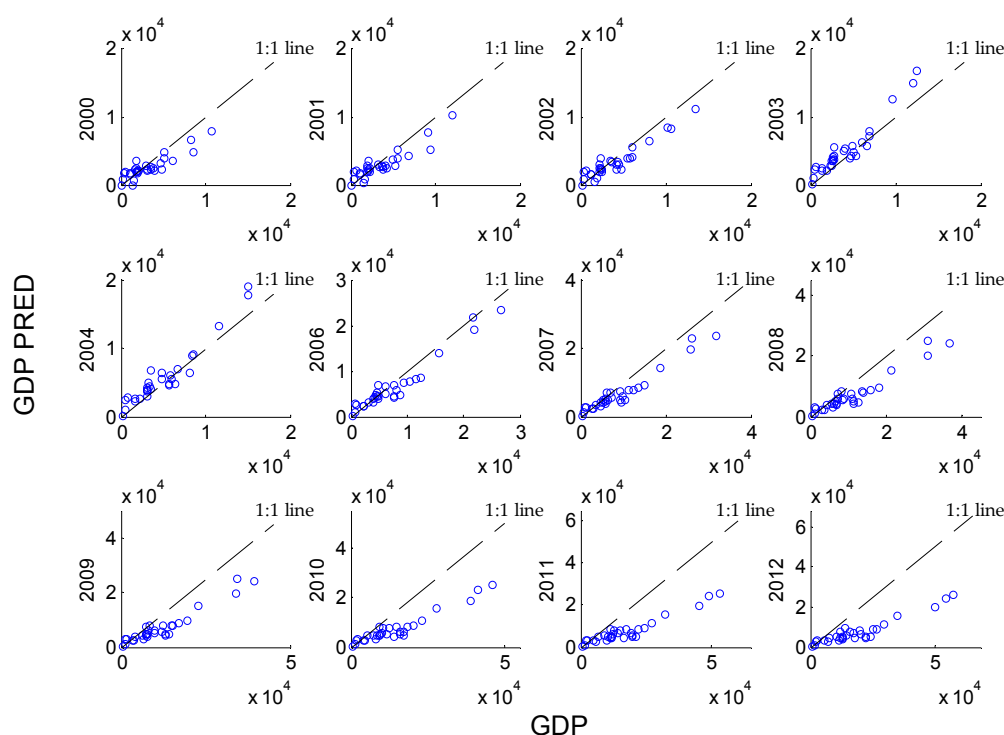 x 10^4
2
1
0
2000
1:1 line
0 1 2
x 10^4
x 10^4
2
1
0
2001
1:1 line
0 1 2
x 10^4
x 10^4
2
1
0
2002
1:1 line
0 1 2
x 10^4
x 10^4
2
1
0
2003
1:1 line
0 1 2
x 10^4
GDP PRED
x 10^4
2
1
0
2004
1:1 line
0 1 2
x 10^4
x 10^4
3
2
1
0
2006
1:1 line
0 1 2 3
x 10^4
x 10^4
4
2
0
2007
1:1 line
0 2 4
x 10^4
x 10^4
4
2
0
2008
1:1 line
0 2 4
x 10^4
x 10^4
4
2
0
2009
1:1 line
0 5
x 10^4
x 10^4
4
2
0
2010
1:1 line
0 5
x 10^4
x 10^4
6
4
2
0
2011
1:1 line
0 5
x 10^4
x 10^4
6
4
2
0
2012
1:1 line
0 5
x 10^4
GDP